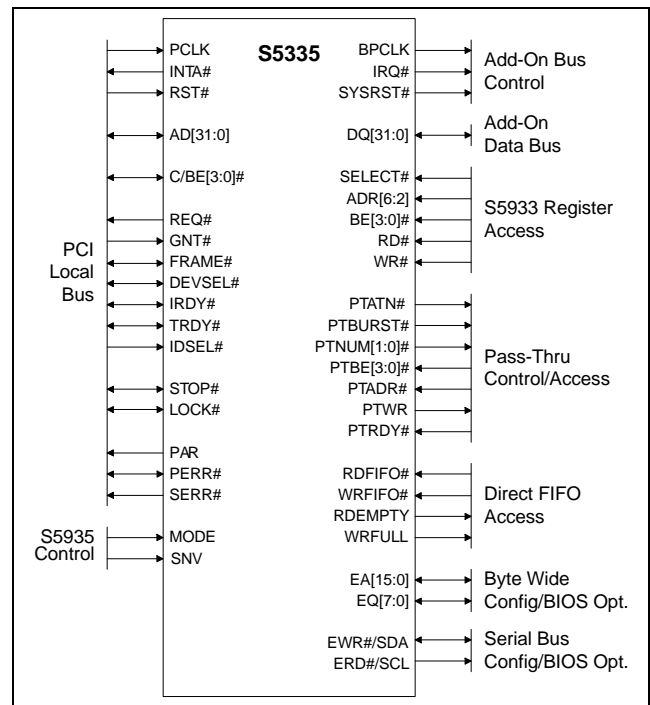 S5335
PCI
Local
Bus
PCLK
INTA#
RST#
AD[31:0]
C/BE[3:0]#
REQ#
GNT#
FRAME#
DEVSEL#
IRDY#
TRDY#
IDSEL#
STOP#
LOCK#
PAR
PERR#
SERR#
S5935
Control
MODE
SNV
BPCLK
IRQ#
SYSRST#
Add-On Bus
Control
DQ[31:0]
Add-On
Data Bus
SELECT#
ADR[6:2]
BE[3:0]#
RD#
WR#
S5933 Register
Access
PTATN#
PTBURST#
PTNUM[1:0]#
PTBE[3:0]#
PTADR#
PTWR
PTRDY#
Pass-Thru
Control/Access
RDFIFO#
WRFIFO#
RDEMPTY
WRFULL
Direct FIFO
Access
EA[15:0]
EQ[7:0]
Byte Wide
Config/BIOS Opt.
EWR#/SDA
ERD#/SCL
Serial Bus
Config/BIOS Opt.